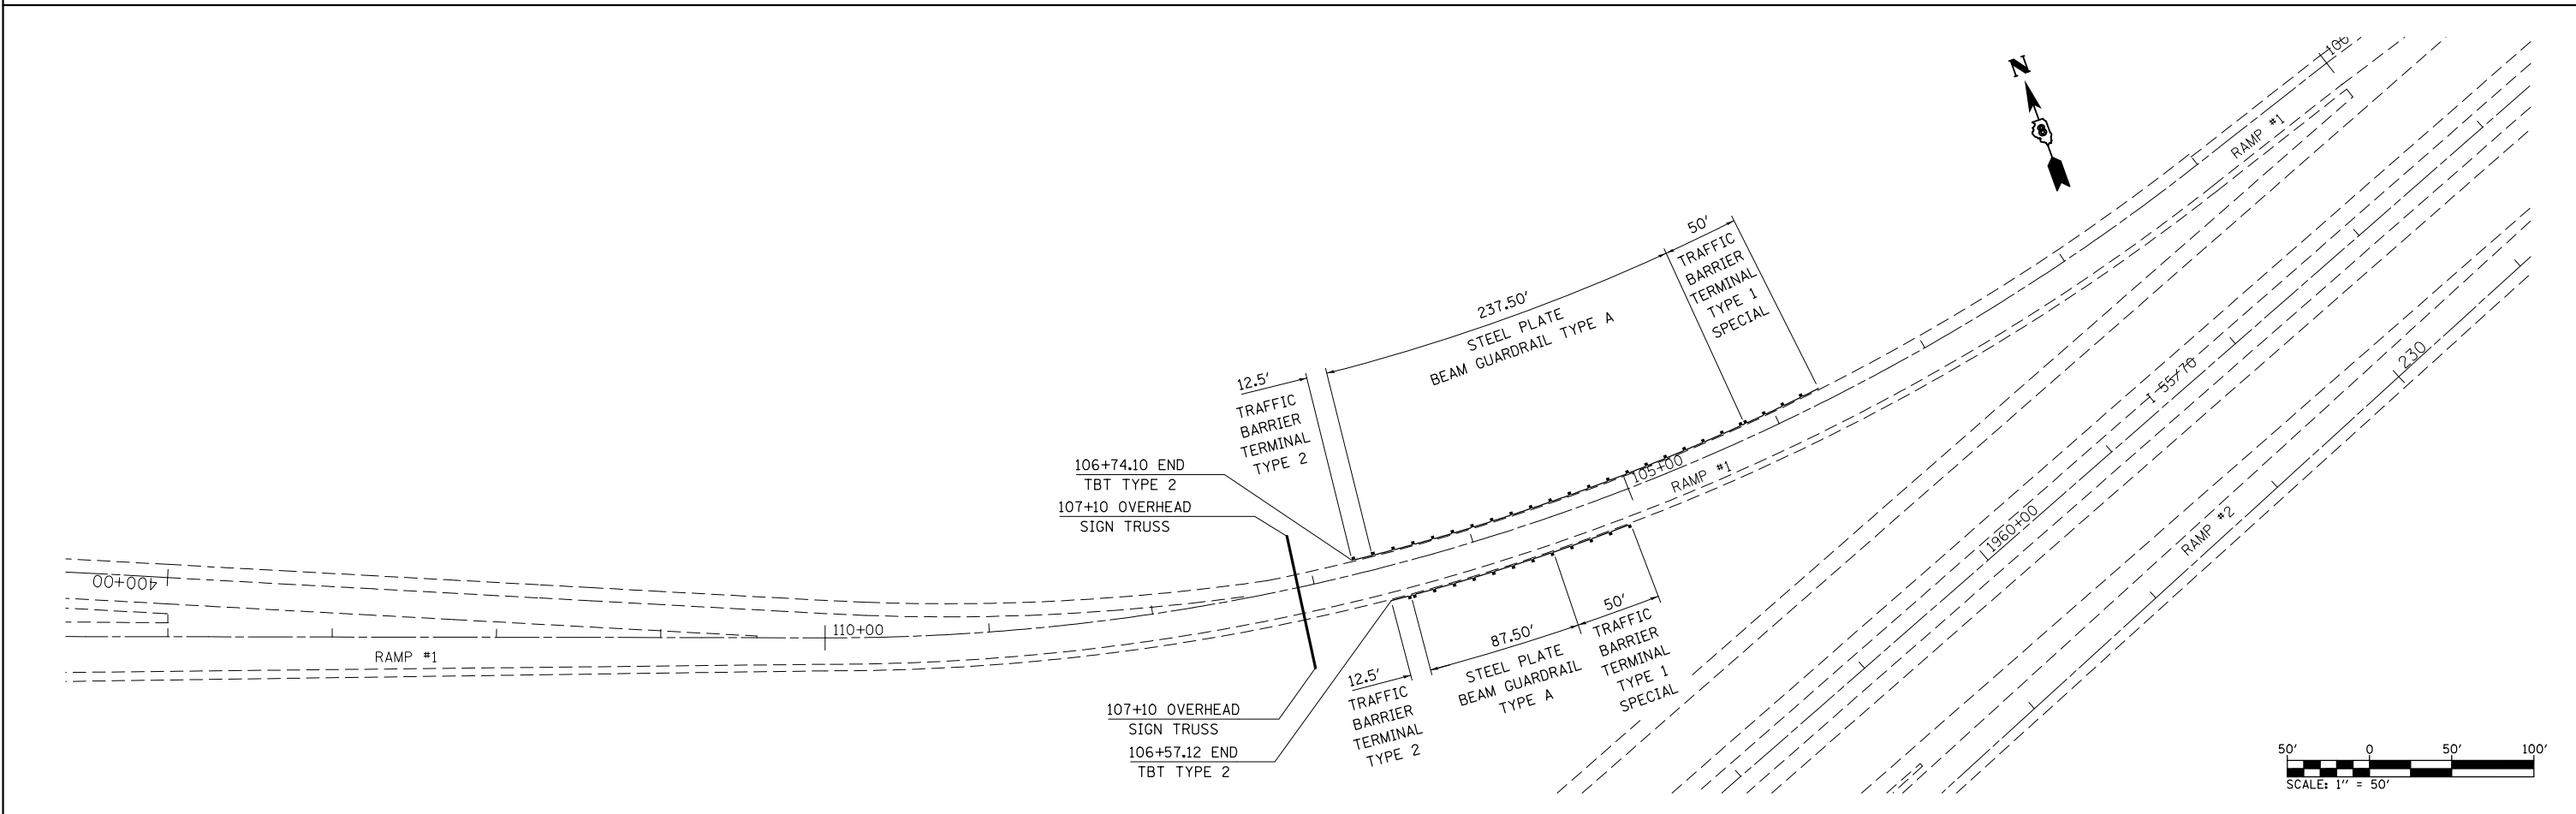 N
8
100
RAMP #1
50'
TRAFFIC
BARRIER
TERMINAL
TYPE 1
SPECIAL
237.50'
STEEL PLATE
BEAM GUARDRAIL TYPE A
12.5'
TRAFFIC
BARRIER
TERMINAL
TYPE 2
106+74.10 END
TBT TYPE 2
107+10 OVERHEAD
SIGN TRUSS
105+00
RAMP #1
I 55/70
230
1960+00
RAMP #2
400+00
110+00
RAMP #1
12.5'
TRAFFIC
BARRIER
TERMINAL
TYPE 2
87.50'
STEEL PLATE
BEAM GUARDRAIL
TYPE A
50'
TRAFFIC
BARRIER
TERMINAL
TYPE 1
SPECIAL
107+10 OVERHEAD
SIGN TRUSS
106+57.12 END
TBT TYPE 2
50' 0 50' 100'
SCALE: 1" = 50'